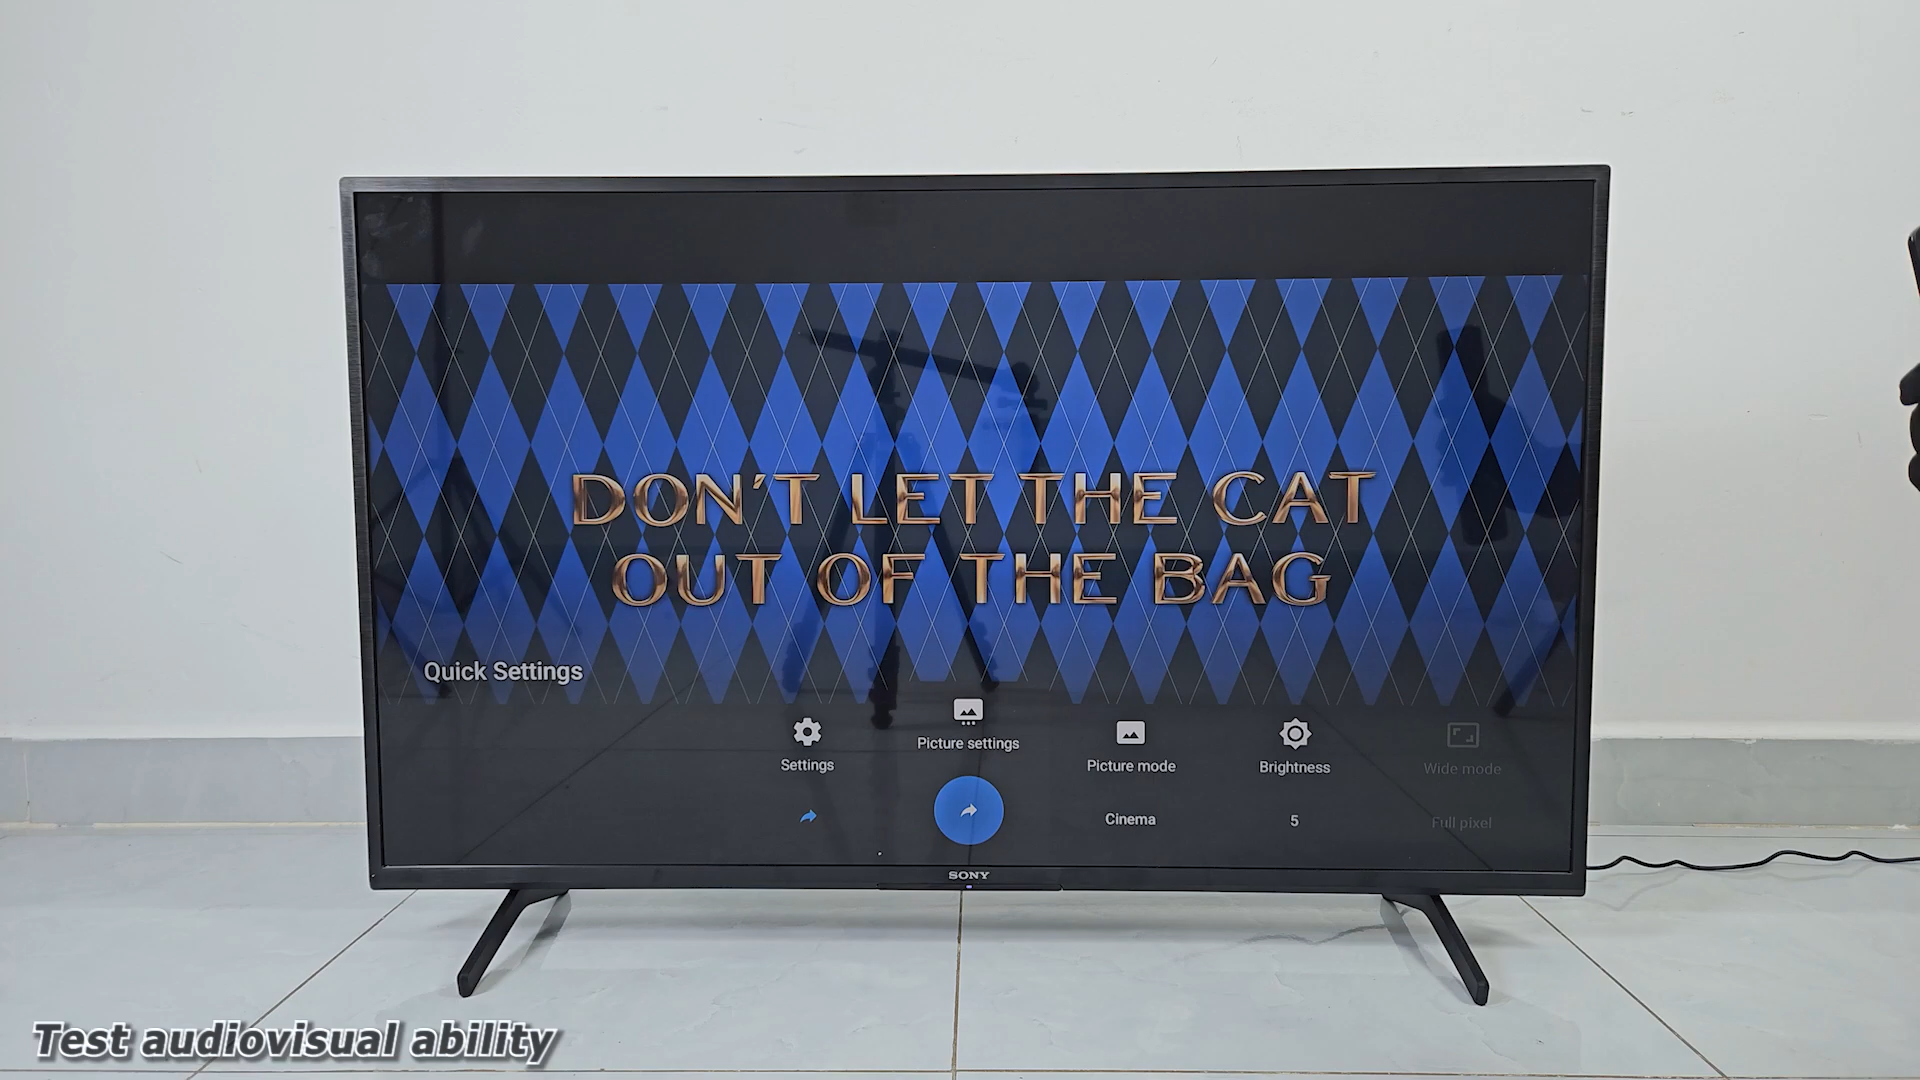 DON'T LET THE CAT
OUT OF THE BAG
Quick Settings
Settings
Picture settings
Picture mode
Brightness
Wide mode
Cinema
5
Full pixel
SONY
Test audiovisual ability